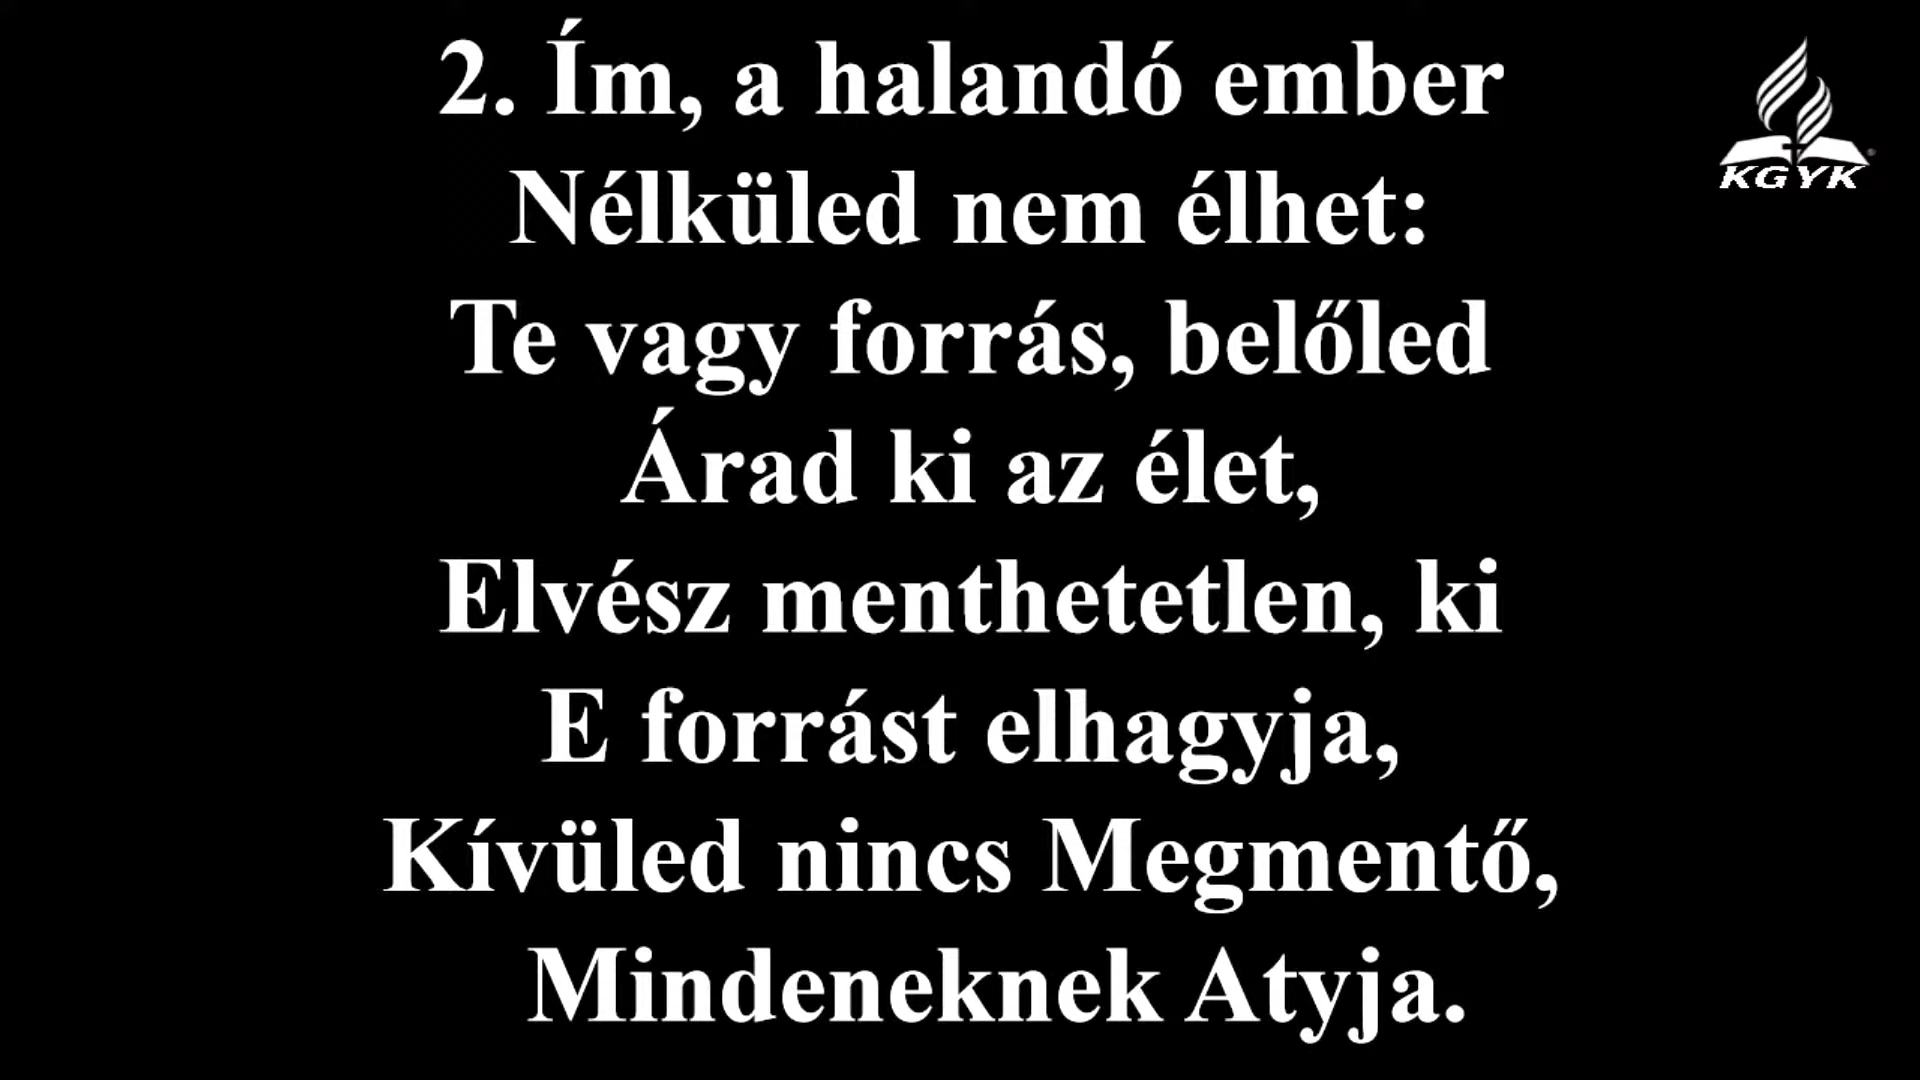 2. Ím, a halandó ember
Nélküled nem élhet:
Te vagy forrás, belőled
Árad ki az élet,
Elvész menthetetlen, ki
E forrást elhagyja,
Kívüled nincs Megmentő,
Mindeneknek Atyja.
KGYK